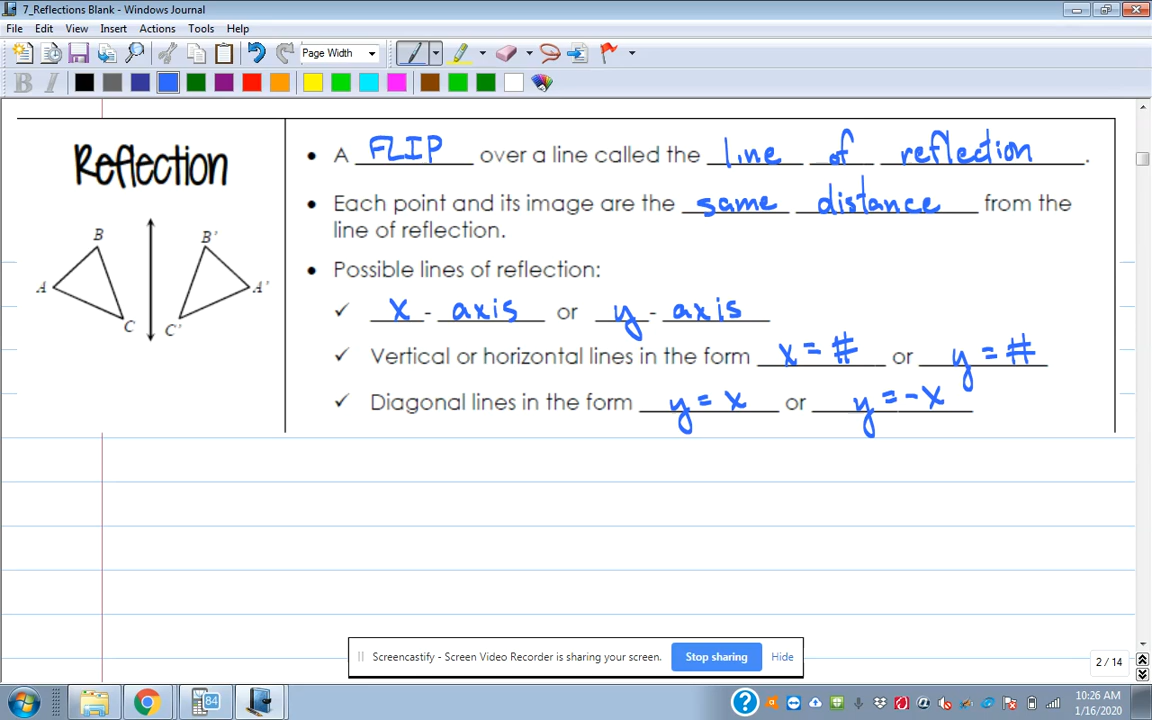 7_Reflections Blank - Windows Journal
File Edit View Insert Actions Tools Help
Page Width
B I
Reflection
• A FLIP over a line called the line of reflection.
• Each point and its image are the same distance from the
line of reflection.
B B'
A A'
C C'
• Possible lines of reflection:
✓ x - axis or y - axis
✓ Vertical or horizontal lines in the form x = # or y = #
✓ Diagonal lines in the form y = x or y = -x
Screencastify - Screen Video Recorder is sharing your screen. Stop sharing Hide
2 / 14
84
10:26 AM
1/16/2020